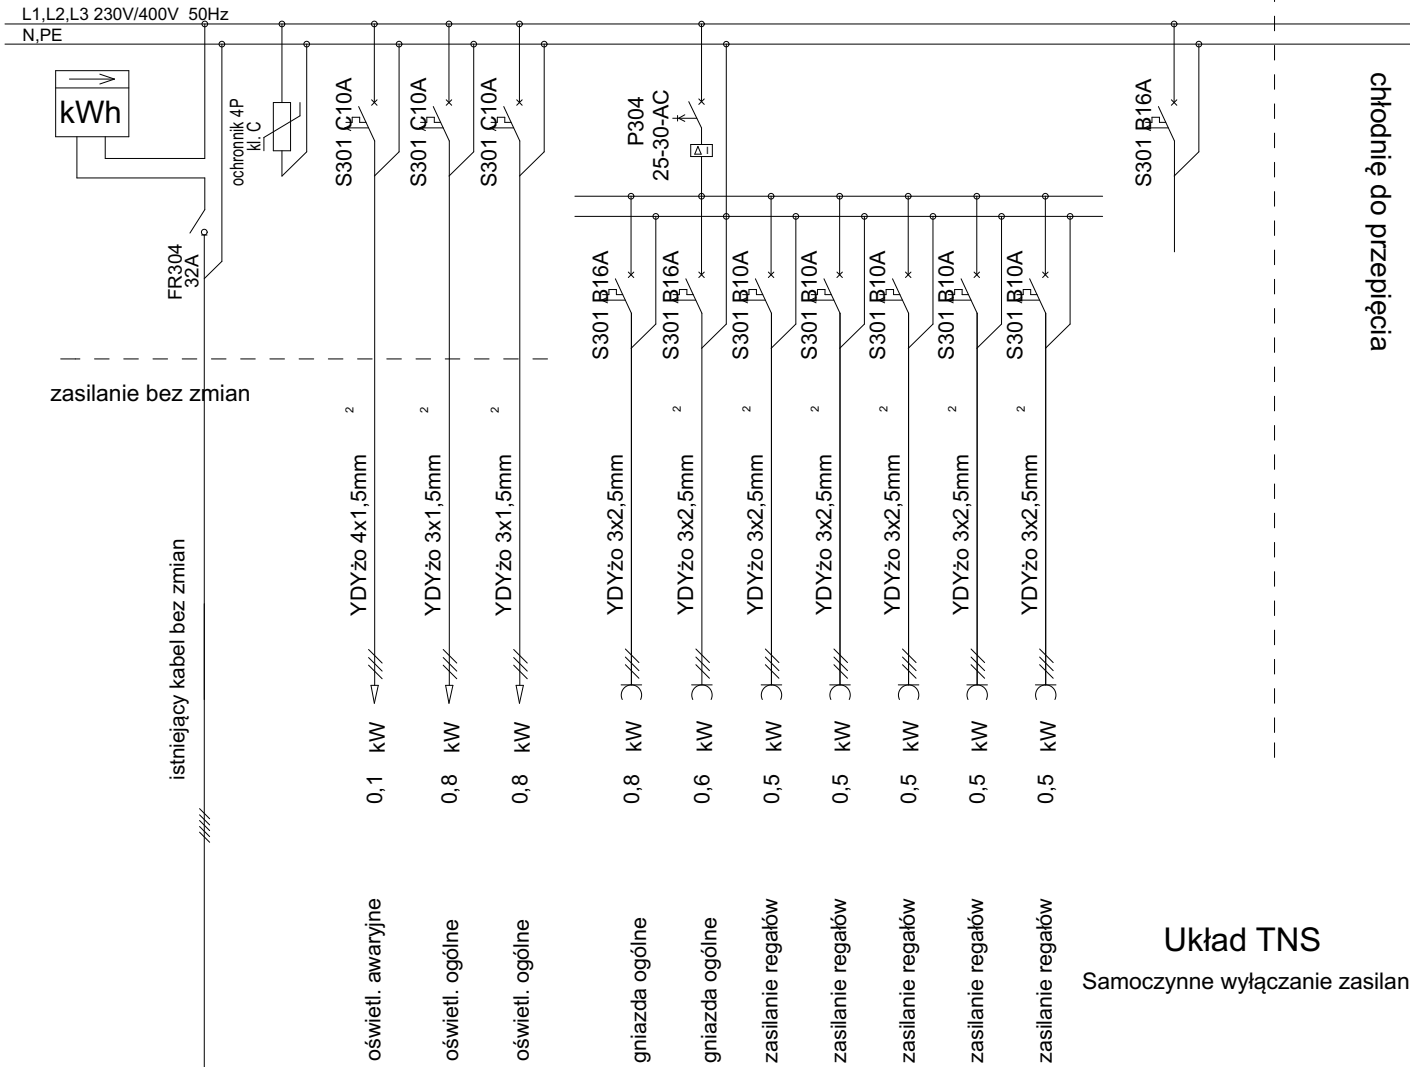 L1,L2,L3 230V/400V 50Hz
N,PE
kWh
ochronnik 4P
kl. C
S301 C10A
S301 C10A
S301 C10A
P304
25-30-AC
S301 B16A
chłodnię do przepięcia
FR304
32A
S301 B16A
S301 B16A
S301 B10A
S301 B10A
S301 B10A
S301 B10A
S301 B10A
zasilanie bez zmian
istniejący kabel bez zmian
YDYżo 4x1,5mm 2
YDYżo 3x1,5mm 2
YDYżo 3x1,5mm 2
YDYżo 3x2,5mm
YDYżo 3x2,5mm 2
YDYżo 3x2,5mm 2
YDYżo 3x2,5mm 2
YDYżo 3x2,5mm 2
YDYżo 3x2,5mm 2
YDYżo 3x2,5mm 2
0,1 kW
0,8 kW
0,8 kW
0,8 kW
0,6 kW
0,5 kW
0,5 kW
0,5 kW
0,5 kW
0,5 kW
oświetl. awaryjne
oświetl. ogólne
oświetl. ogólne
gniazda ogólne
gniazda ogólne
zasilanie regałów
zasilanie regałów
zasilanie regałów
zasilanie regałów
zasilanie regałów
Układ TNS
Samoczynne wyłączanie zasilan